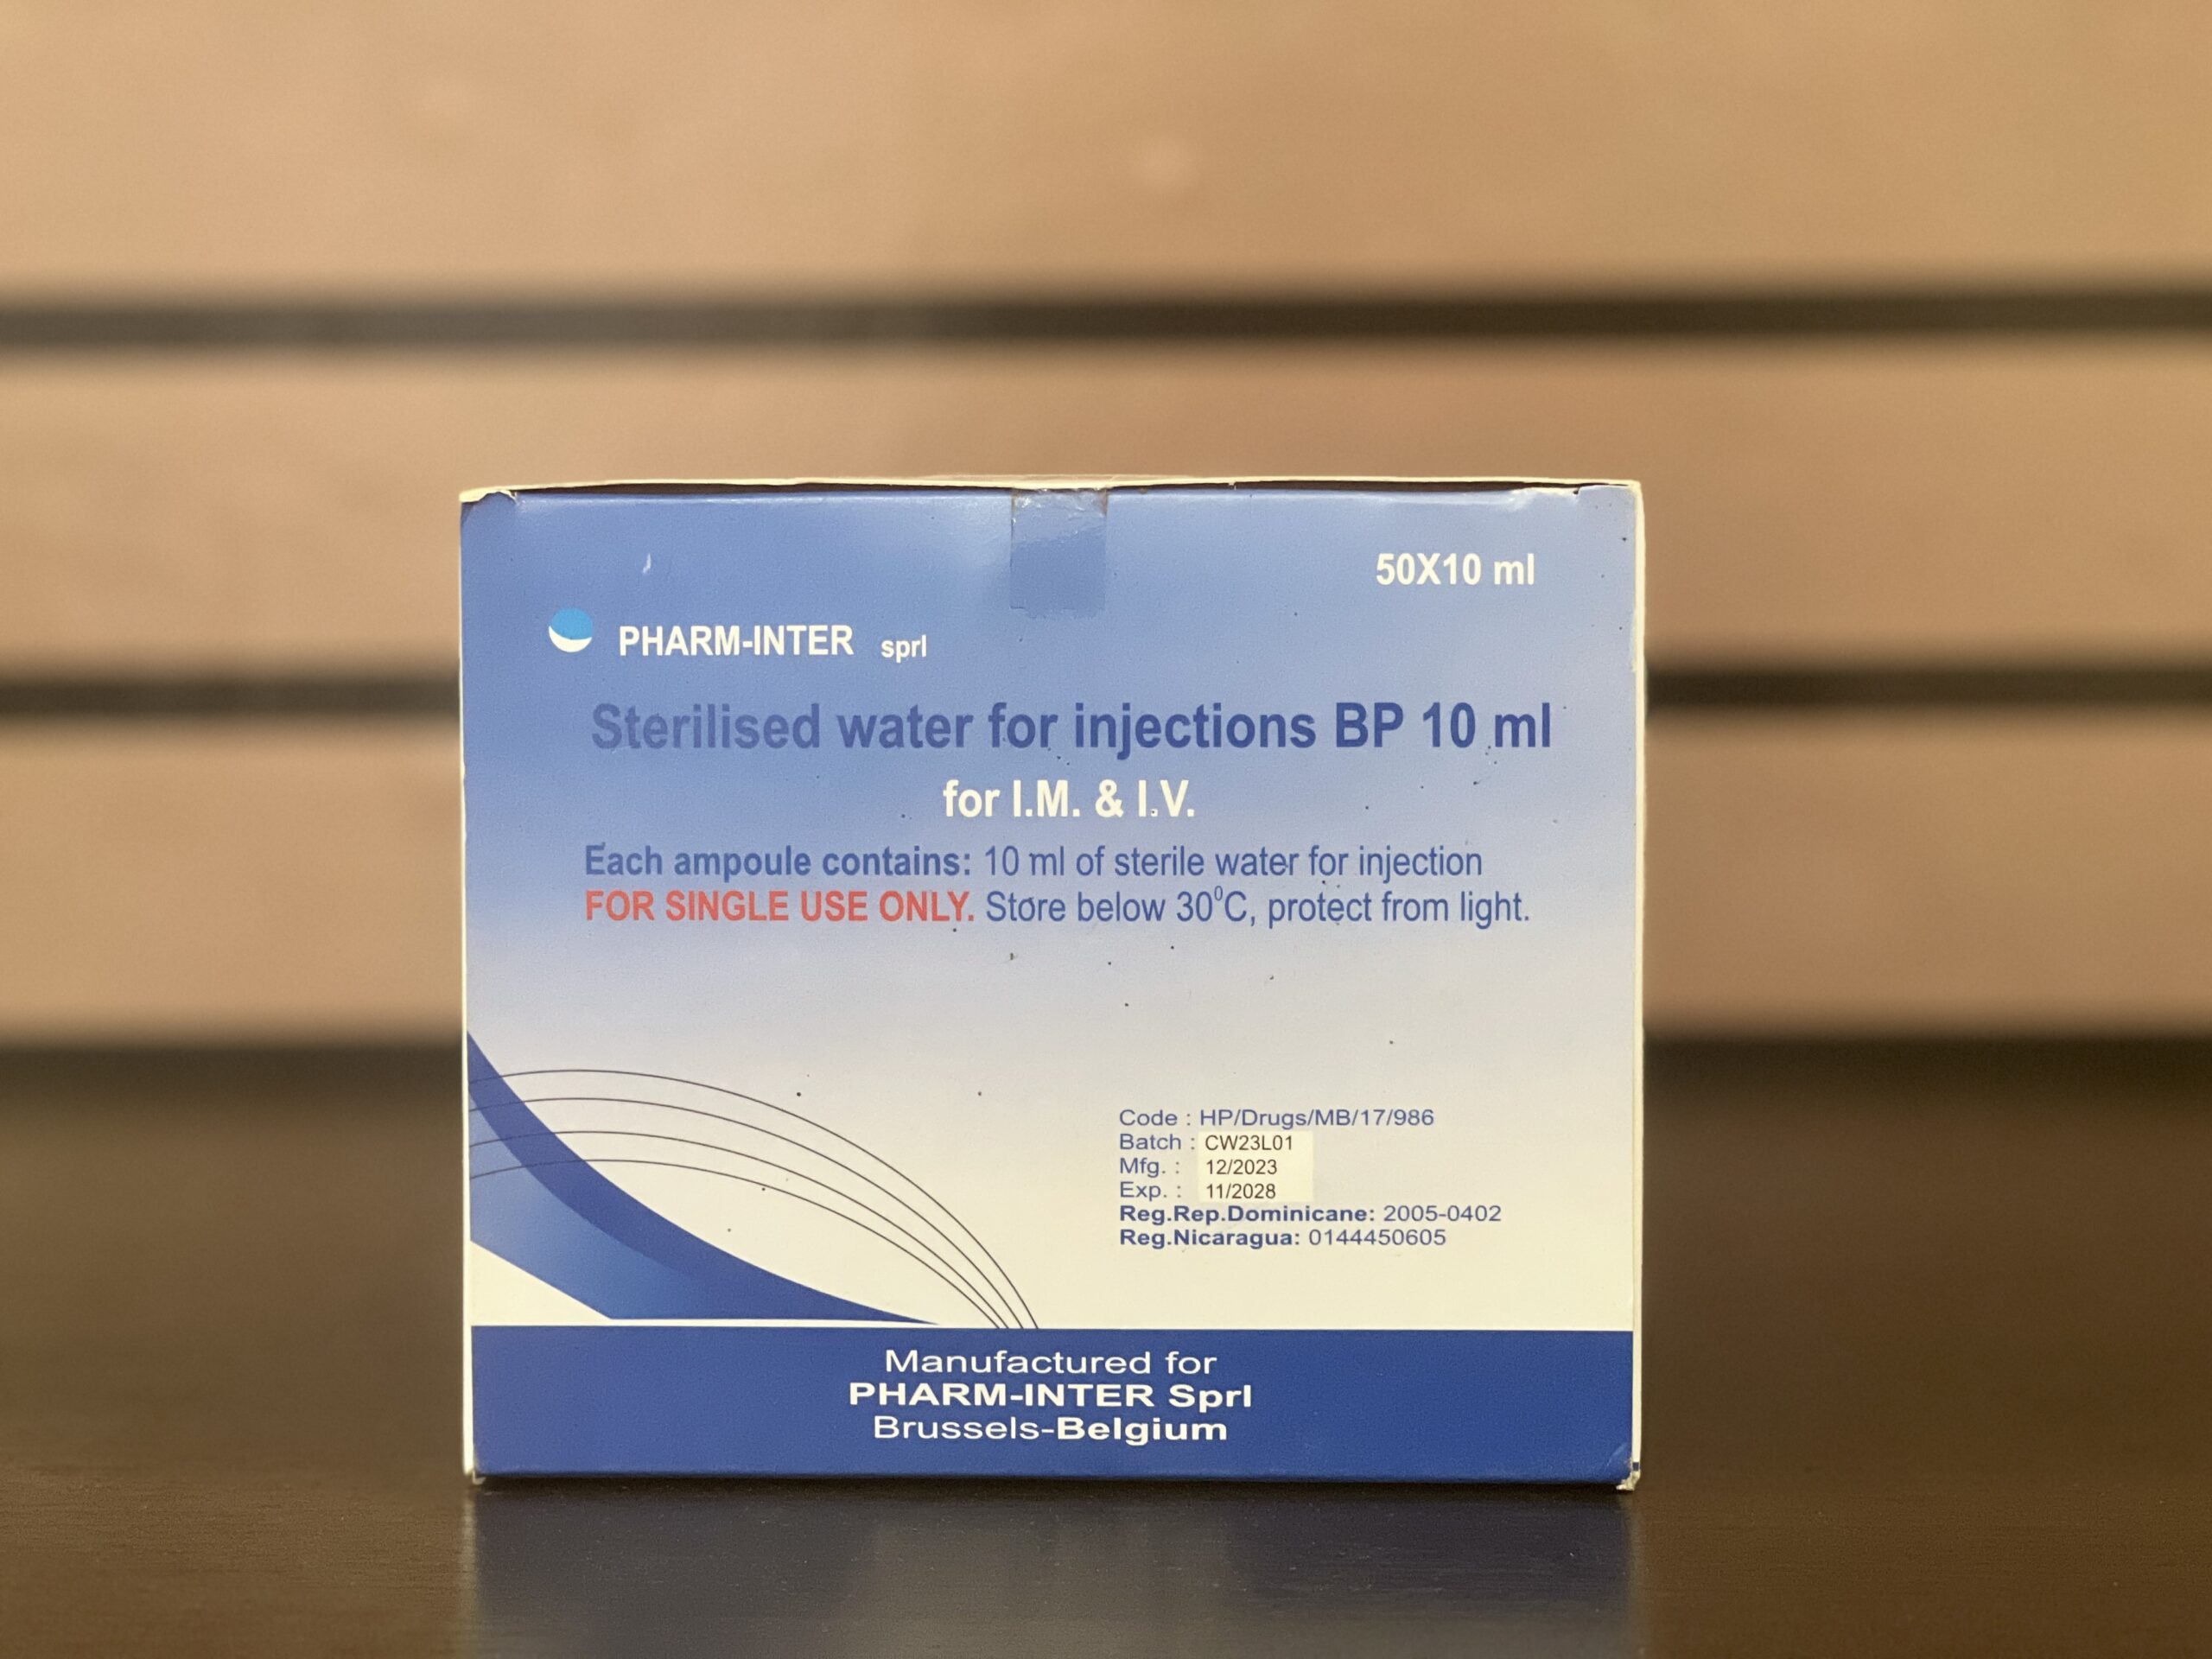 50X10 ml
PHARM-INTER sprl
Sterilised water for injections BP 10 ml
for I.M. & I.V.
Each ampoule contains: 10 ml of sterile water for injection
FOR SINGLE USE ONLY. Store below 30⁰C, protect from light.
Code : HP/Drugs/MB/17/986
Batch : CW23L01
Mfg. : 12/2023
Exp. : 11/2028
Reg.Rep.Dominicane: 2005-0402
Reg.Nicaragua: 0144450605
Manufactured for
PHARM-INTER Sprl
Brussels-Belgium